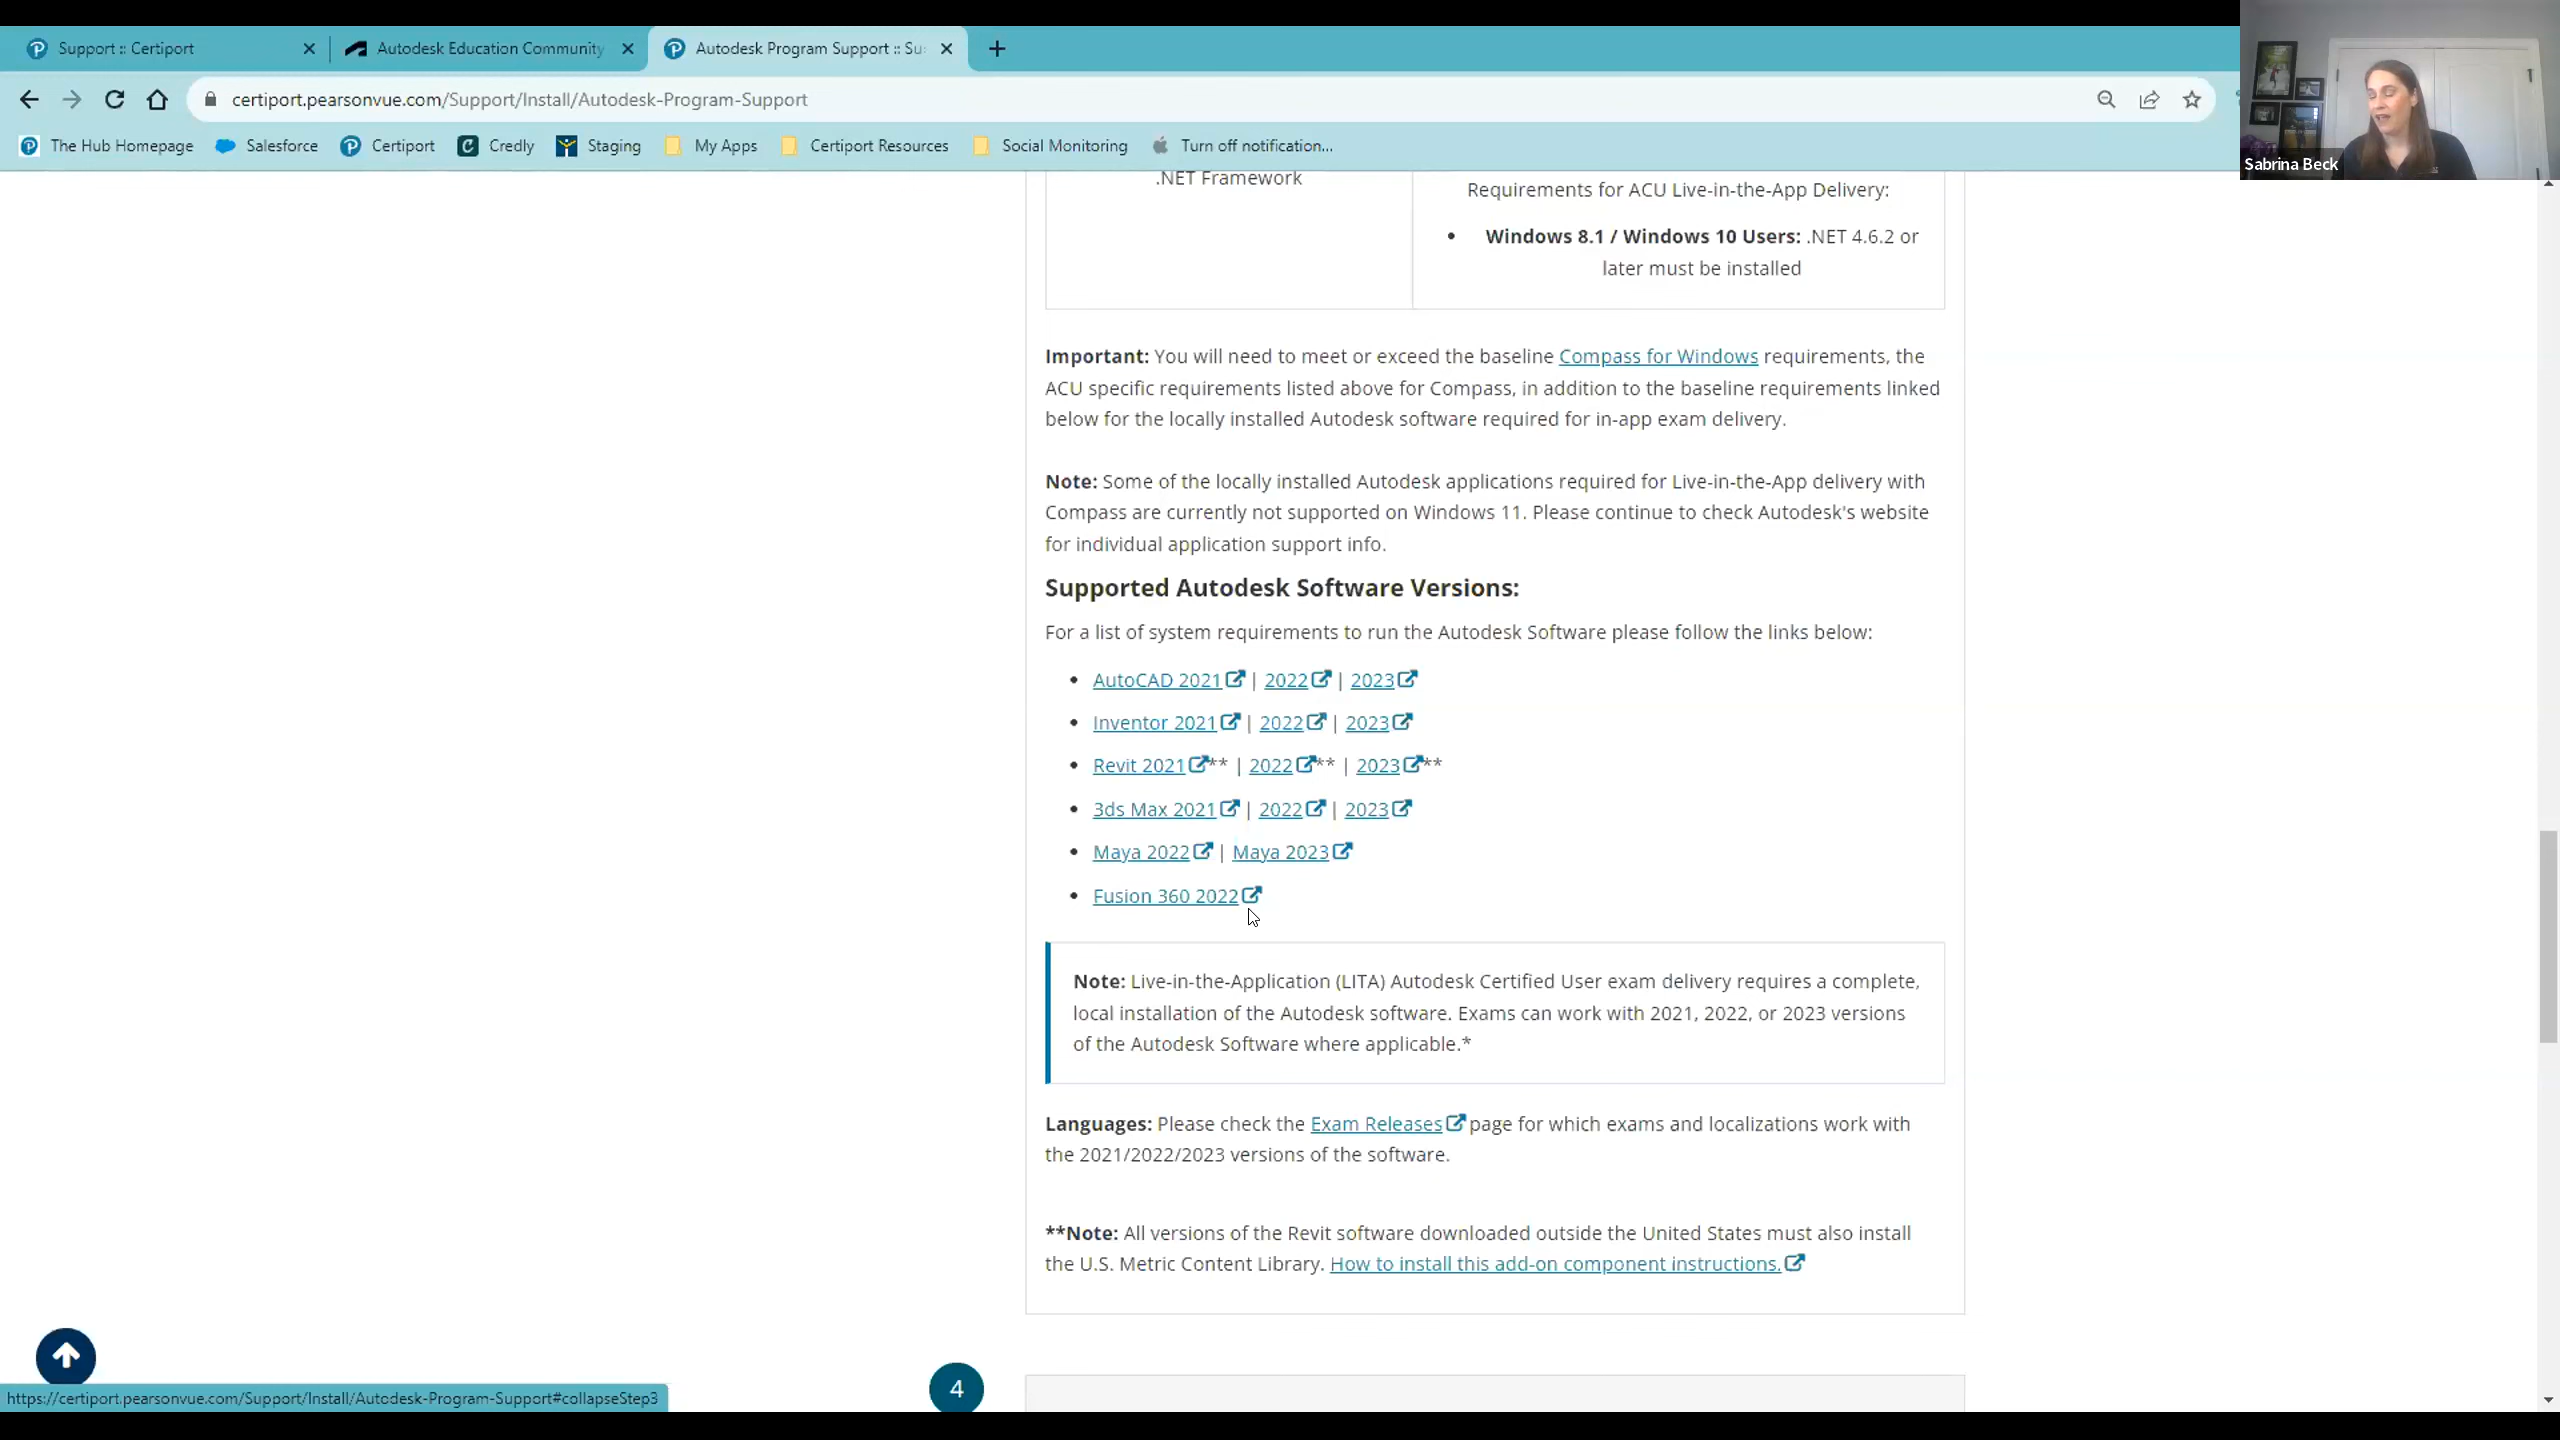 Support :: Certiport
Autodesk Education Community
Autodesk Program Support :: Su
certiport.pearsonvue.com/Support/Install/Autodesk-Program-Support
The Hub Homepage
Salesforce
Certiport
Credly
Staging
My Apps
Certiport Resources
Social Monitoring
Turn off notification...
Sabrina Beck
.NET Framework
Requirements for ACU Live-in-the-App Delivery:
• Windows 8.1 / Windows 10 Users: .NET 4.6.2 or
later must be installed
Important: You will need to meet or exceed the baseline Compass for Windows requirements, the
ACU specific requirements listed above for Compass, in addition to the baseline requirements linked
below for the locally installed Autodesk software required for in-app exam delivery.
Note: Some of the locally installed Autodesk applications required for Live-in-the-App delivery with
Compass are currently not supported on Windows 11. Please continue to check Autodesk's website
for individual application support info.
Supported Autodesk Software Versions:
For a list of system requirements to run the Autodesk Software please follow the links below:
• AutoCAD 2021 | 2022 | 2023
• Inventor 2021 | 2022 | 2023
• Revit 2021** | 2022** | 2023**
• 3ds Max 2021 | 2022 | 2023
• Maya 2022 | Maya 2023
• Fusion 360 2022
Note: Live-in-the-Application (LITA) Autodesk Certified User exam delivery requires a complete,
local installation of the Autodesk software. Exams can work with 2021, 2022, or 2023 versions
of the Autodesk Software where applicable.*
Languages: Please check the Exam Releases page for which exams and localizations work with
the 2021/2022/2023 versions of the software.
**Note: All versions of the Revit software downloaded outside the United States must also install
the U.S. Metric Content Library. How to install this add-on component instructions.
4
https://certiport.pearsonvue.com/Support/Install/Autodesk-Program-Support#collapseStep3